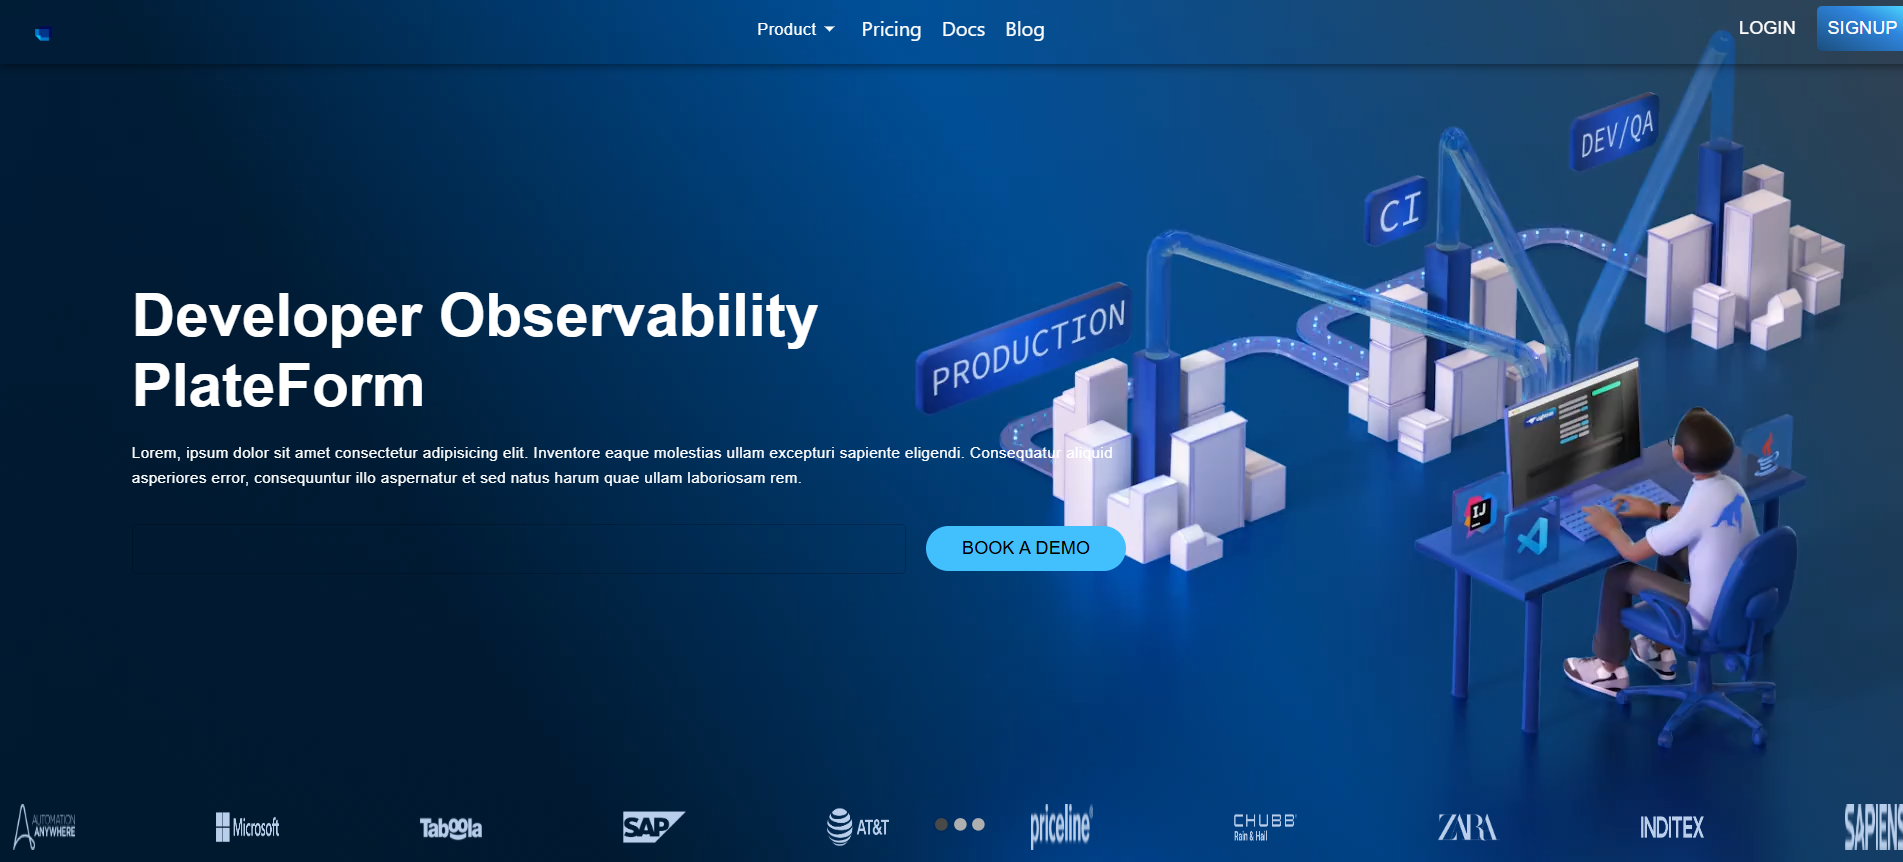 Product Pricing Docs Blog
LOGIN SIGNUP
DEV/QA
CI
PRODUCTION
Developer Observability
PlateForm
Lorem, ipsum dolor sit amet consectetur adipisicing elit. Inventore eaque molestias ullam excepturi sapiente eligendi. Consequatur aliquid
asperiores error, consequuntur illo aspernatur et sed natus harum quae ullam laboriosam rem.
BOOK A DEMO
IJ
AUTOMATION
ANYWHERE
Microsoft
Taboola
SAP
AT&T
priceline
CHUBB
Rain & Hail
ZARA
INDITEX
SAPIENS